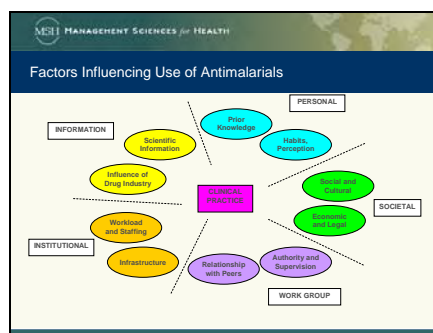 MSH MANAGEMENT SCIENCES for HEALTH
Factors Influencing Use of Antimalarials
PERSONAL
INFORMATION
Prior
Knowledge
Scientific
Information
Habits,
Perception
Influence of
Drug Industry
Social and
Cultural
CLINICAL
PRACTICE
SOCIETAL
Economic
and Legal
Workload
and Staffing
INSTITUTIONAL
Infrastructure
Relationship
with Peers
Authority and
Supervision
WORK GROUP